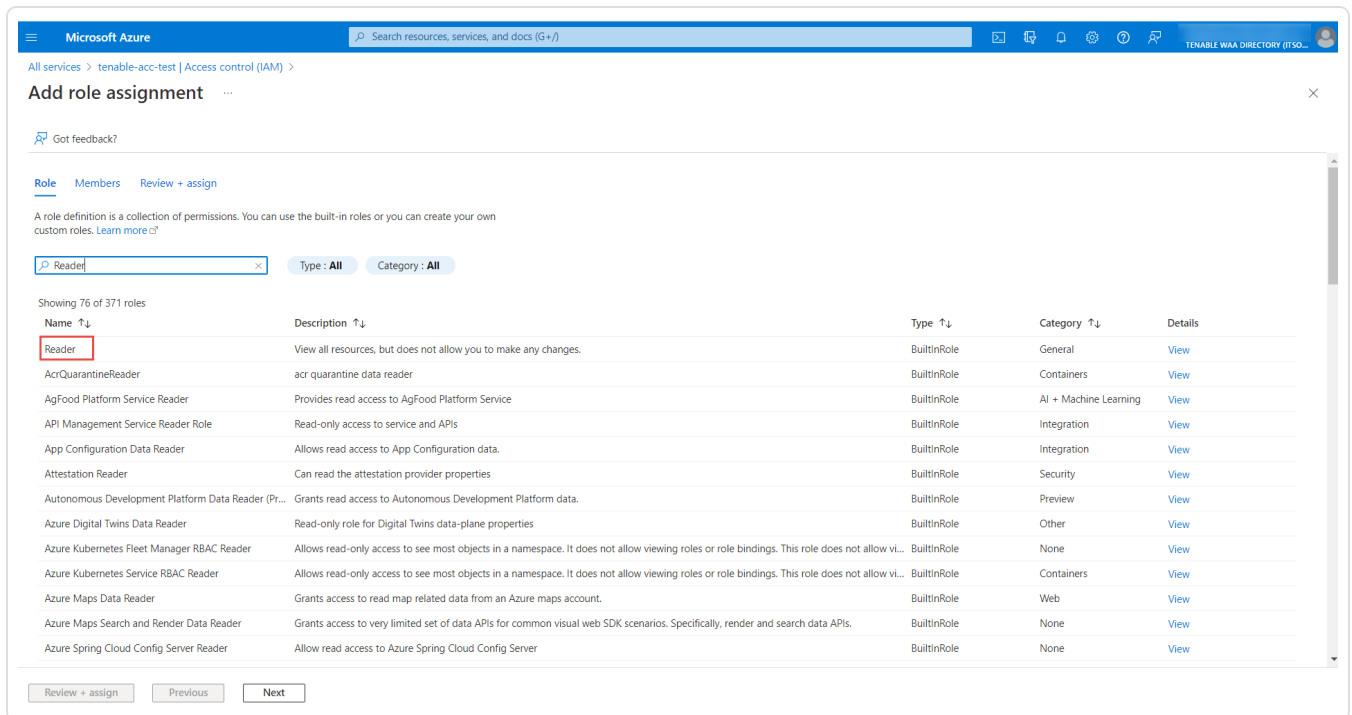 Microsoft Azure
Search resources, services, and docs (G+/)
TENABLE WAA DIRECTORY (ITSO...
All services > tenable-acc-test | Access control (IAM) >
Add role assignment ...
Got feedback?
Role Members Review + assign
A role definition is a collection of permissions. You can use the built-in roles or you can create your own
custom roles. Learn more
Reader
Type : All Category : All
Showing 76 of 371 roles
Name ↑↓ Description ↑↓ Type ↑↓ Category ↑↓ Details
Reader View all resources, but does not allow you to make any changes. BuiltInRole General View
AcrQuarantineReader acr quarantine data reader BuiltInRole Containers View
AgFood Platform Service Reader Provides read access to AgFood Platform Service BuiltInRole AI + Machine Learning View
API Management Service Reader Role Read-only access to service and APIs BuiltInRole Integration View
App Configuration Data Reader Allows read access to App Configuration data. BuiltInRole Integration View
Attestation Reader Can read the attestation provider properties BuiltInRole Security View
Autonomous Development Platform Data Reader (Pr... Grants read access to Autonomous Development Platform data. BuiltInRole Preview View
Azure Digital Twins Data Reader Read-only role for Digital Twins data-plane properties BuiltInRole Other View
Azure Kubernetes Fleet Manager RBAC Reader Allows read-only access to see most objects in a namespace. It does not allow viewing roles or role bindings. This role does not allow vi... BuiltInRole None View
Azure Kubernetes Service RBAC Reader Allows read-only access to see most objects in a namespace. It does not allow viewing roles or role bindings. This role does not allow vi... BuiltInRole Containers View
Azure Maps Data Reader Grants access to read map related data from an Azure maps account. BuiltInRole Web View
Azure Maps Search and Render Data Reader Grants access to very limited set of data APIs for common visual web SDK scenarios. Specifically, render and search data APIs. BuiltInRole None View
Azure Spring Cloud Config Server Reader Allow read access to Azure Spring Cloud Config Server BuiltInRole None View
Review + assign Previous Next